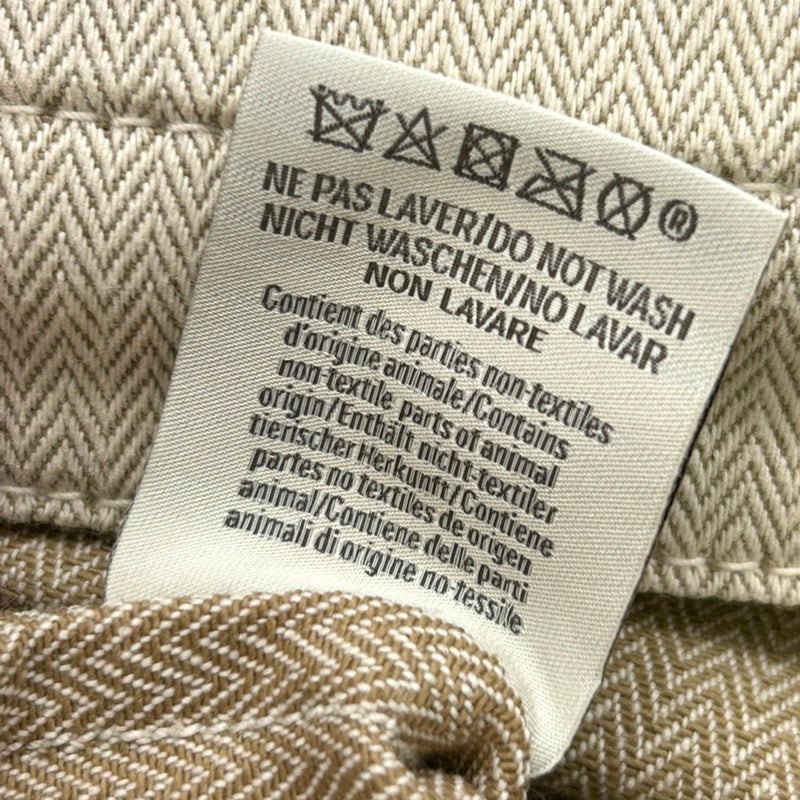 ®
NE PAS LAVER/DO NOT WASH
NICHT WASCHEN/NO LAVAR
NON LAVARE
Contient des parties non-textiles
d'origine animale/Contains
non-textile parts of animal
origin/Enthält nicht-textiler
tierischer Herkunft/Contiene
partes no textiles de origen
animal/Contiene delle parti
animali di origine no-tessile